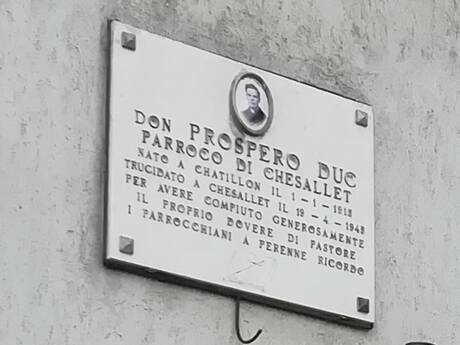 DON PROSPERO DUC
PARROCO DI CHESALLET
NATO A CHATILLON IL 1-1-1915
TRUCIDATO A CHESALLET IL 19-4-1945
PER AVERE COMPIUTO GENEROSAMENTE
IL PROPRIO DOVERE DI PASTORE
I PARROCCHIANI A PERENNE RICORDO